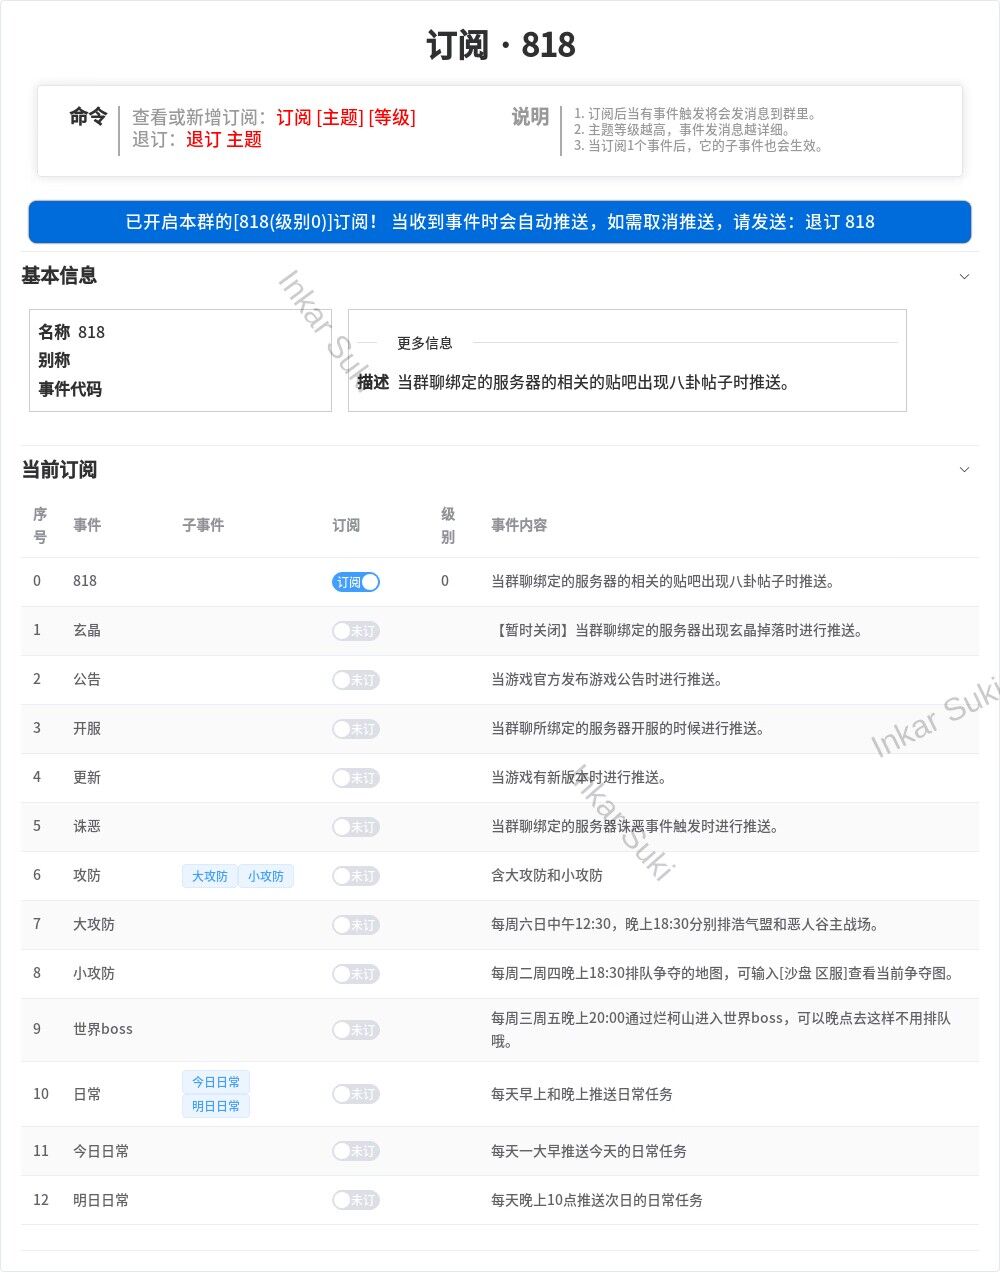 订阅 · 818
命令
查看或新增订阅：订阅 [主题] [等级]
退订：退订 主题
说明
1. 订阅后当有事件触发将会发消息到群里。
2. 主题等级越高，事件发消息越详细。
3. 当订阅1个事件后，它的子事件也会生效。
已开启本群的[818(级别0)]订阅！ 当收到事件时会自动推送，如需取消推送，请发送：退订 818
基本信息
名称 818
别称
事件代码
更多信息
描述 当群聊绑定的服务器的相关的贴吧出现八卦帖子时推送。
Inkar Suki
当前订阅
序号 事件 子事件 订阅 级别 事件内容
0 818 订阅 0 当群聊绑定的服务器的相关的贴吧出现八卦帖子时推送。
1 玄晶 未订 【暂时关闭】当群聊绑定的服务器出现玄晶掉落时进行推送。
2 公告 未订 当游戏官方发布游戏公告时进行推送。
3 开服 未订 当群聊所绑定的服务器开服的时候进行推送。
Inkar Suki
4 更新 未订 当游戏有新版本时进行推送。
5 诛恶 未订 当群聊绑定的服务器诛恶事件触发时进行推送。
Inkar Suki
6 攻防 大攻防 小攻防 未订 含大攻防和小攻防
7 大攻防 未订 每周六日中午12:30，晚上18:30分别排浩气盟和恶人谷主战场。
8 小攻防 未订 每周二周四晚上18:30排队争夺的地图，可输入[沙盘 区服]查看当前争夺图。
9 世界boss 未订 每周三周五晚上20:00通过烂柯山进入世界boss，可以晚点去这样不用排队
哦。
10 日常 今日日常 未订 每天早上和晚上推送日常任务
明日日常
11 今日日常 未订 每天一大早推送今天的日常任务
12 明日日常 未订 每天晚上10点推送次日的日常任务